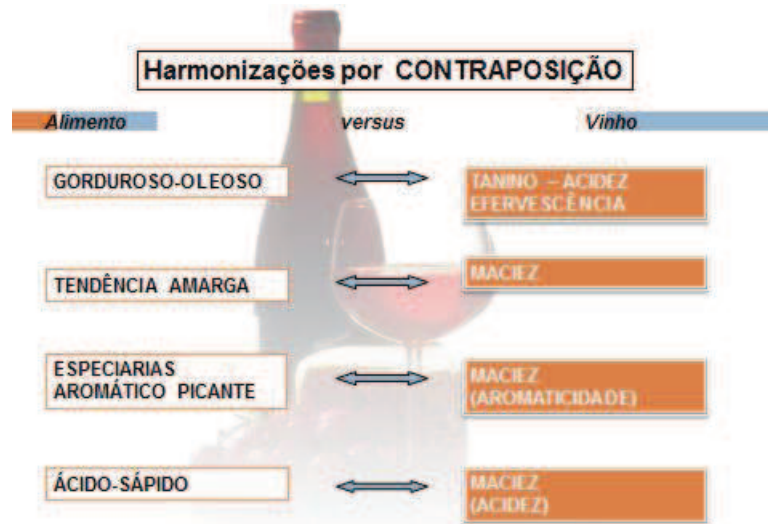 Harmonizações por CONTRAPOSIÇÃO
Alimento versus Vinho
GORDUROSO-OLEOSO
TANINO – ACIDEZ
EFERVESCÊNCIA
TENDÊNCIA AMARGA
MACIEZ
ESPECIARIAS
AROMÁTICO PICANTE
MACIEZ
(AROMATICIDADE)
ÁCIDO-SÁPIDO
MACIEZ
(ACIDEZ)